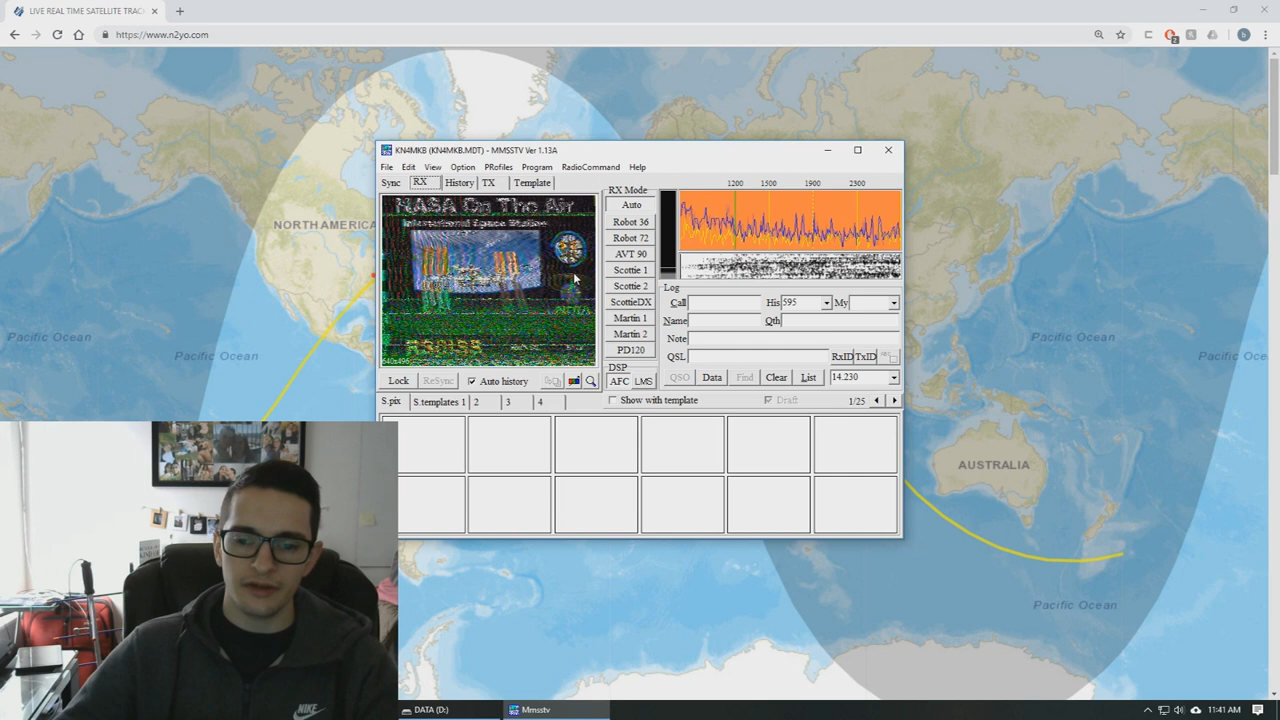 LIVE REAL TIME SATELLITE TRAC
https://www.n2yo.com
NORTH AMERICA
Pacific Ocean
Pacific Ocean
Pacific Ocean
Pacific Oce
AUSTRALIA
Pacific Ocean
KN4MKB (KN4MKB.MDT) - MMSSTV Ver 1.13A
File Edit View Option PRofiles Program RadioCommand Help
Sync RX History TX Template
NASA On The Air
International Space Station
RS0ISS
640x496
RX Mode
Auto
Robot 36
Robot 72
AVT 90
Scottie 1
Scottie 2
ScottieDX
Martin 1
Martin 2
PD120
DSP
AFC LMS
1200 1500 1900 2300
Log
Call His 595 My
Name Qth
Note
QSL RxID TxID
QSO Data Find Clear List 14.230
Lock ReSync Auto history
Show with template Draft 1/25
S.pix S.templates 1 2 3 4
NIKE
DATA (D:) Mmsstv 11:41 AM